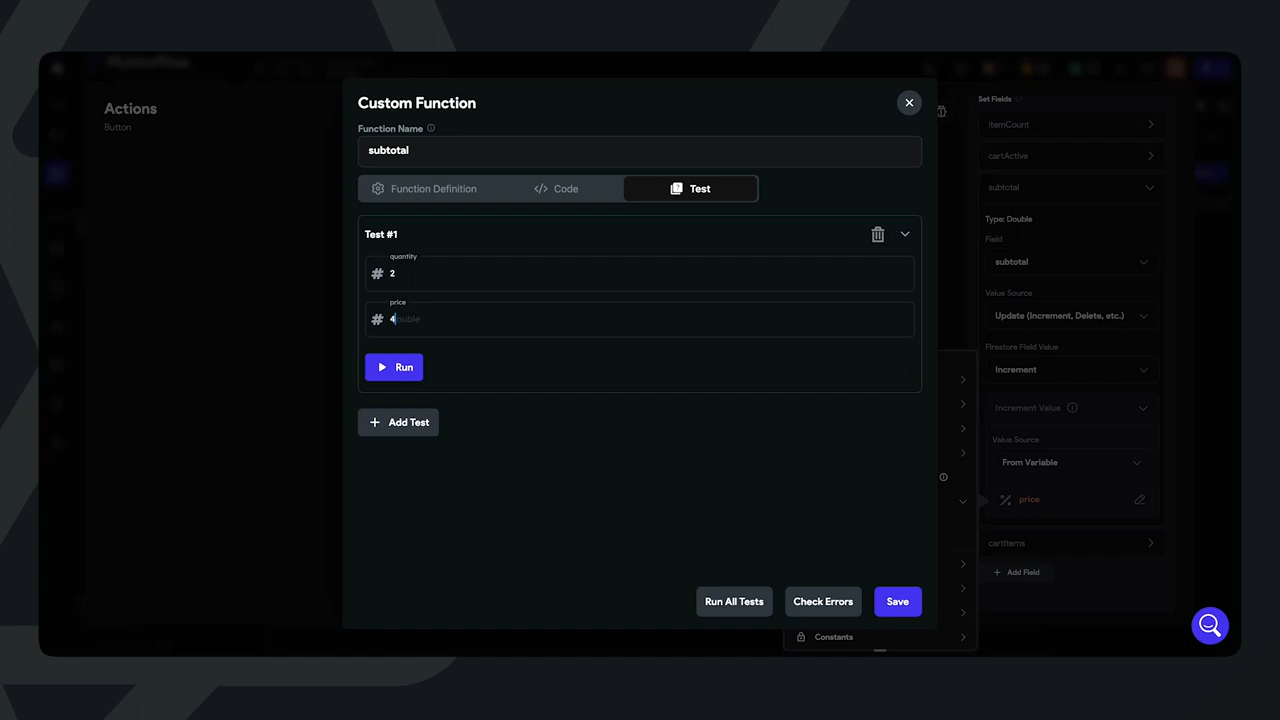 Actions
Button
Custom Function
Function Name
subtotal
Function Definition
Code
Test
Test #1
quantity
2
price
4ouble
Run
Add Test
Run All Tests
Check Errors
Save
Set Fields
itemCount
cartActive
subtotal
Type: Double
Field
subtotal
Value Source
Update (Increment, Delete, etc.)
Firestore Field Value
Increment
Increment Value
Value Source
From Variable
price
cartItems
Add Field
Constants